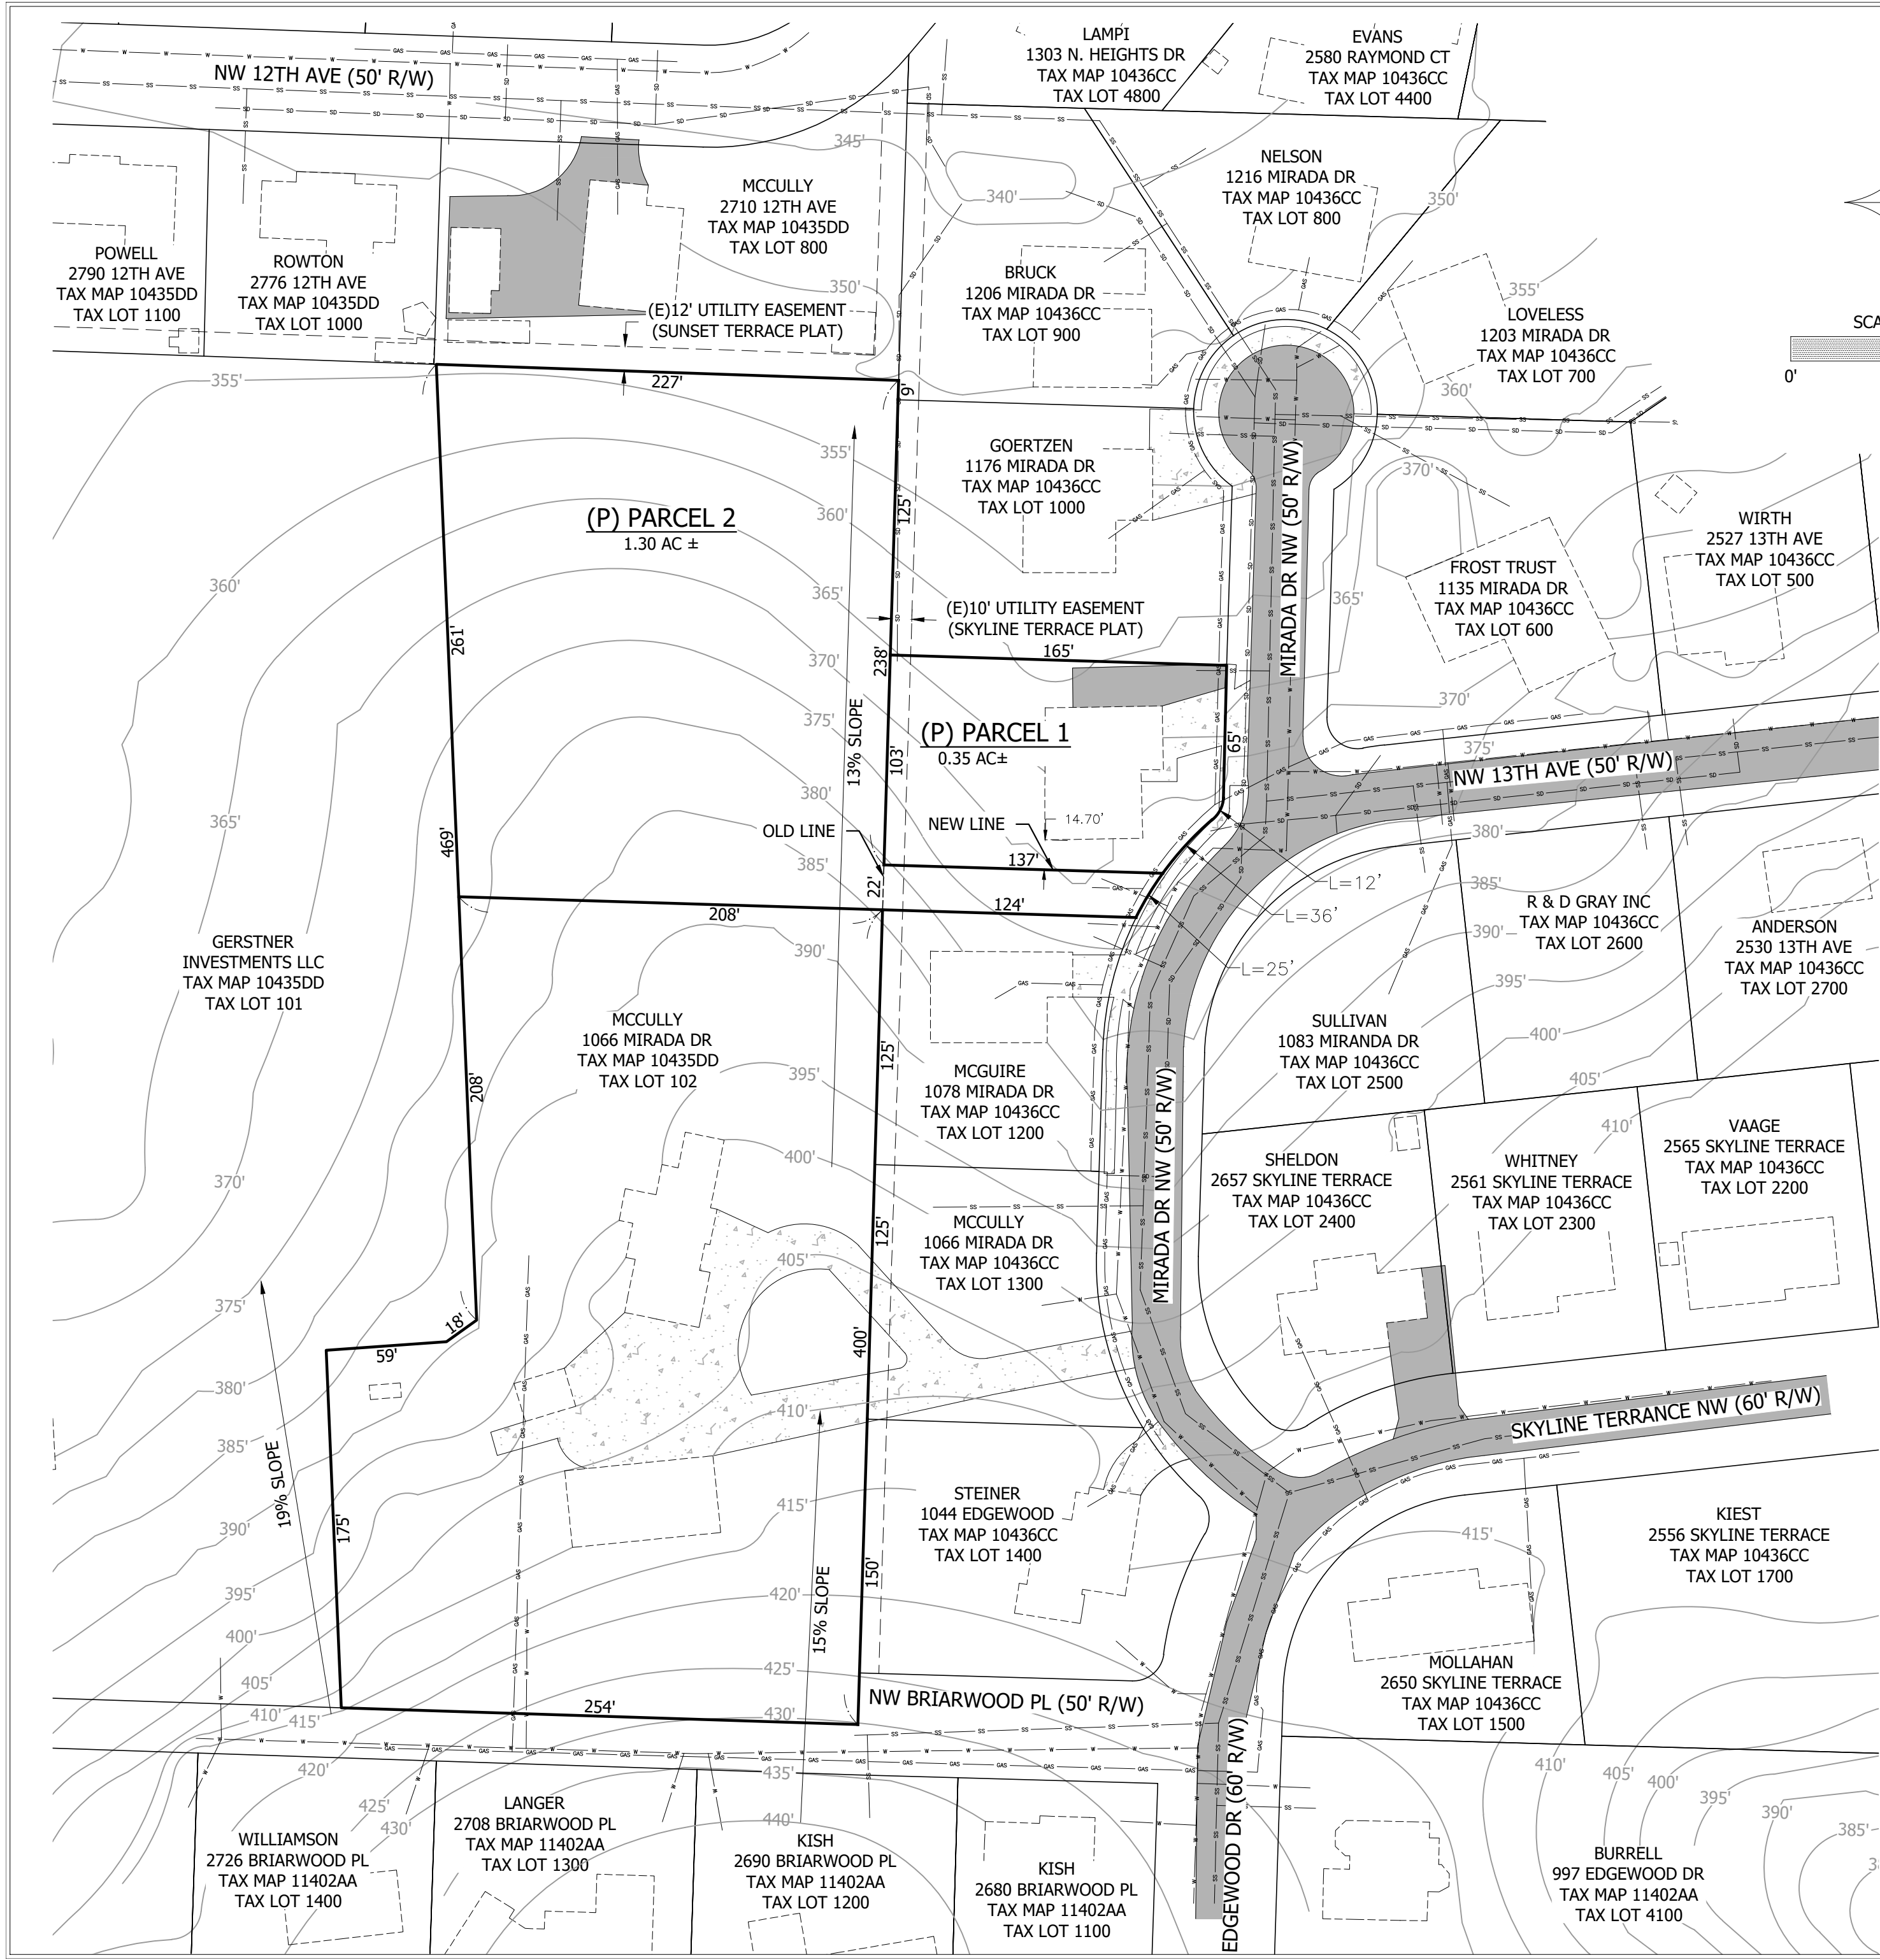 LAMPI
1303 N. HEIGHTS DR
TAX MAP 10436CC
TAX LOT 4800
EVANS
2580 RAYMOND CT
TAX MAP 10436CC
TAX LOT 4400
NW 12TH AVE (50' R/W)
345'
340'
350'
350'
355'
NELSON
1216 MIRADA DR
TAX MAP 10436CC
TAX LOT 800
MCCULLY
2710 12TH AVE
TAX MAP 10435DD
TAX LOT 800
POWELL
2790 12TH AVE
TAX MAP 10435DD
TAX LOT 1100
ROWTON
2776 12TH AVE
TAX MAP 10435DD
TAX LOT 1000
(E)12' UTILITY EASEMENT
(SUNSET TERRACE PLAT)
BRUCK
1206 MIRADA DR
TAX MAP 10436CC
TAX LOT 900
LOVELESS
1203 MIRADA DR
TAX MAP 10436CC
TAX LOT 700
SCA
0'
355'
227'
9'
360'
355'
GOERTZEN
1176 MIRADA DR
TAX MAP 10436CC
TAX LOT 1000
370'
(P) PARCEL 2
1.30 AC ±
360'
125'
MIRADA DR NW (50' R/W)
WIRTH
2527 13TH AVE
TAX MAP 10436CC
TAX LOT 500
360'
365'
FROST TRUST
1135 MIRADA DR
TAX MAP 10436CC
TAX LOT 600
365'
(E)10' UTILITY EASEMENT
(SKYLINE TERRACE PLAT)
261'
370'
238'
165'
370'
375'
13% SLOPE
(P) PARCEL 1
0.35 AC±
65'
375'
103'
NW 13TH AVE (50' R/W)
380'
365'
OLD LINE
NEW LINE
14.70'
380'
469'
385'
137'
22'
L=12'
385'
208'
124'
L=36'
R & D GRAY INC
TAX MAP 10436CC
TAX LOT 2600
390'
390'
L=25'
ANDERSON
2530 13TH AVE
TAX MAP 10436CC
TAX LOT 2700
GERSTNER
INVESTMENTS LLC
TAX MAP 10435DD
TAX LOT 101
395'
400'
MCCULLY
1066 MIRADA DR
TAX MAP 10435DD
TAX LOT 102
SULLIVAN
1083 MIRANDA DR
TAX MAP 10436CC
TAX LOT 2500
125'
395'
208'
MCGUIRE
1078 MIRADA DR
TAX MAP 10436CC
TAX LOT 1200
405'
410'
VAAGE
2565 SKYLINE TERRACE
TAX MAP 10436CC
TAX LOT 2200
400'
370'
MIRADA DR NW (50' R/W)
SHELDON
2657 SKYLINE TERRACE
TAX MAP 10436CC
TAX LOT 2400
WHITNEY
2561 SKYLINE TERRACE
TAX MAP 10436CC
TAX LOT 2300
MCCULLY
1066 MIRADA DR
TAX MAP 10436CC
TAX LOT 1300
125'
405'
375'
18'
59'
400'
380'
410'
SKYLINE TERRANCE NW (60' R/W)
385'
19% SLOPE
175'
390'
415'
STEINER
1044 EDGEWOOD
TAX MAP 10436CC
TAX LOT 1400
415'
KIEST
2556 SKYLINE TERRACE
TAX MAP 10436CC
TAX LOT 1700
395'
420'
150'
15% SLOPE
400'
405'
425'
MOLLAHAN
2650 SKYLINE TERRACE
TAX MAP 10436CC
TAX LOT 1500
410'
415'
254'
430'
NW BRIARWOOD PL (50' R/W)
EDGEWOOD DR (60' R/W)
420'
435'
410'
405'
400'
395'
390'
385'
425'
430'
440'
LANGER
2708 BRIARWOOD PL
TAX MAP 11402AA
TAX LOT 1300
WILLIAMSON
2726 BRIARWOOD PL
TAX MAP 11402AA
TAX LOT 1400
KISH
2690 BRIARWOOD PL
TAX MAP 11402AA
TAX LOT 1200
KISH
2680 BRIARWOOD PL
TAX MAP 11402AA
TAX LOT 1100
BURRELL
997 EDGEWOOD DR
TAX MAP 11402AA
TAX LOT 4100